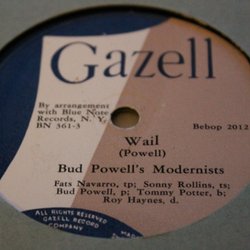 Gazell
By arrangement
with Blue Note
Records, N. Y.
BN 361-3
Bebop 2012
Wail
(Powell)
Bud Powell's Modernists
Fats Navarro, tp; Sonny Rollins, ts;
Bud Powell, p; Tommy Potter, b;
Roy Haynes, d.
ALL RIGHTS RESERVED
GAZELL RECORD
COMPANY